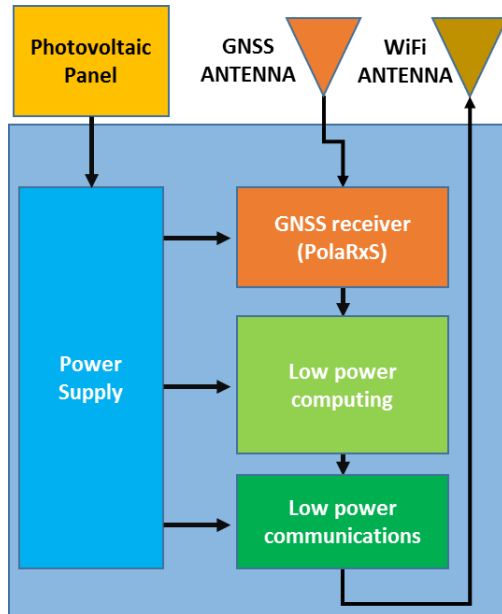 Photovoltaic
Panel
GNSS
ANTENNA
WiFi
ANTENNA
GNSS receiver
(PolaRxS)
Power
Supply
Low power
computing
Low power
communications